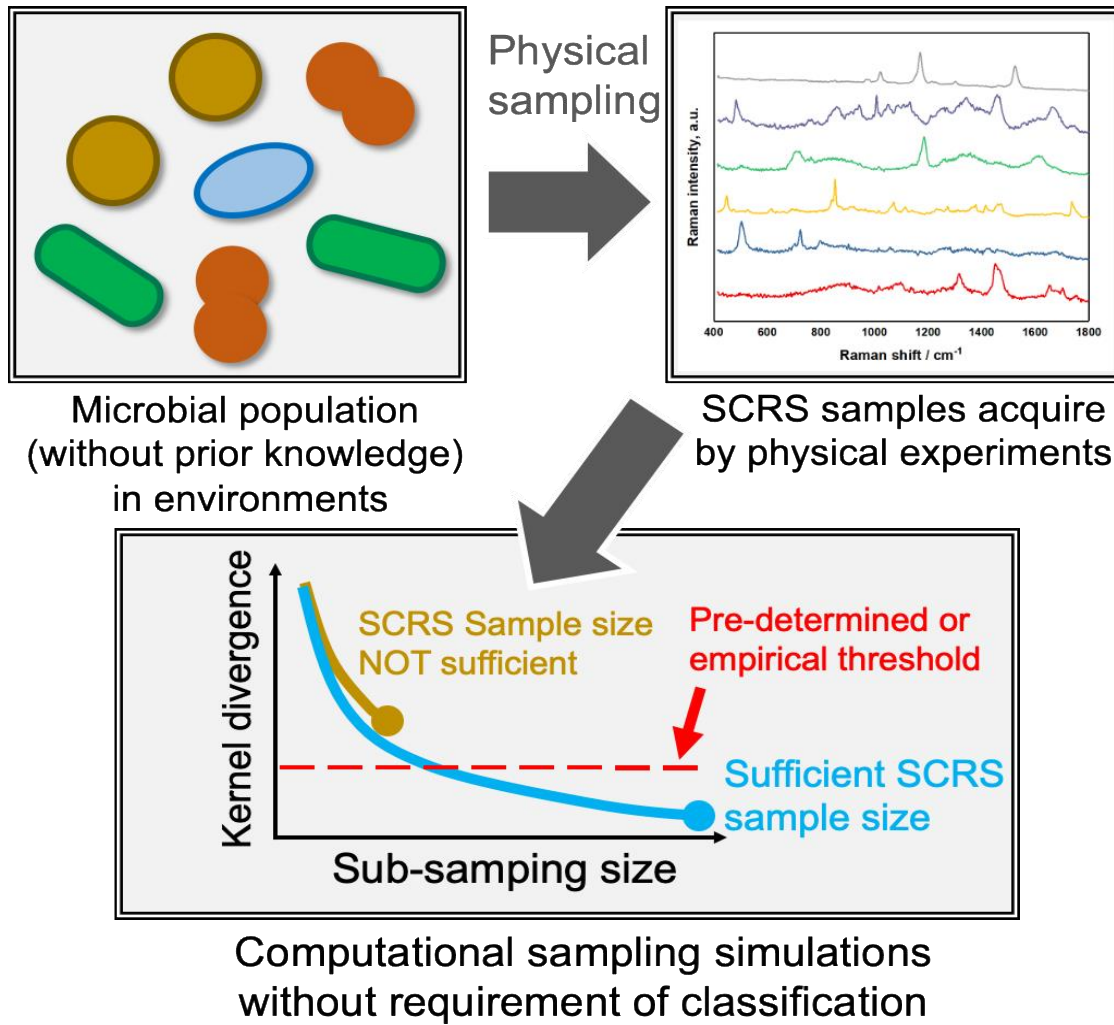 Physical
sampling
Raman intensity, a.u.
400 600 800 1000 1200 1400 1600 1800
Raman shift / cm⁻¹
Microbial population
(without prior knowledge)
in environments
SCRS samples acquire
by physical experiments
Kernel divergence
SCRS Sample size
NOT sufficient
Pre-determined or
empirical threshold
Sufficient SCRS
sample size
Sub-samping size
Computational sampling simulations
without requirement of classification